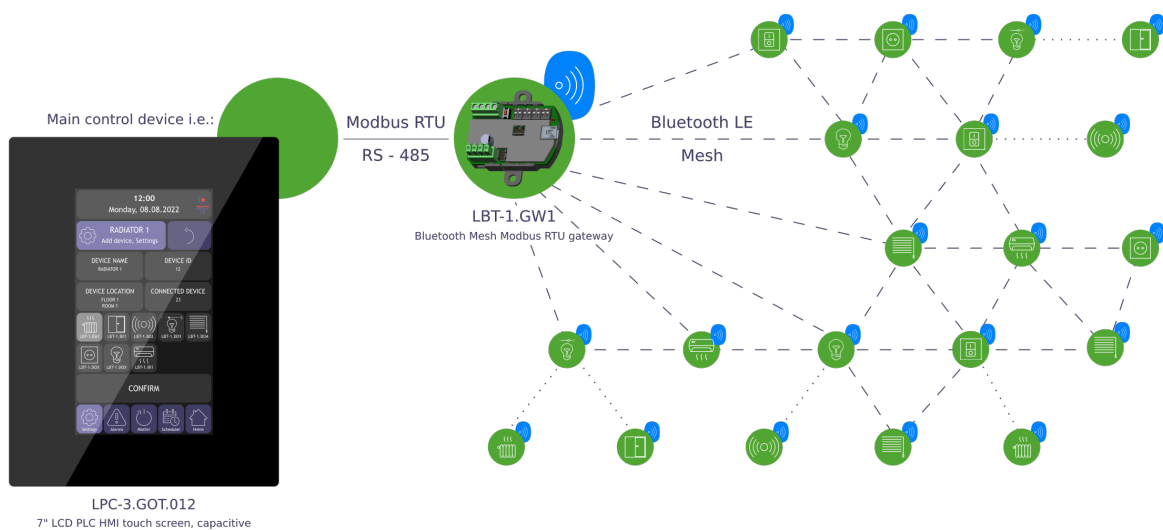 Main control device i.e.:
Modbus RTU
RS - 485
Bluetooth LE
Mesh
LBT-1.GW1
Bluetooth Mesh Modbus RTU gateway
12:00
Monday, 08.08.2022
RADIATOR 1
Add device, Settings
DEVICE NAME
RADIATOR 1
DEVICE ID
12
DEVICE LOCATION
FLOOR 1
ROOM 1
CONNECTED DEVICE
23
CONFIRM
Settings
Alarms
Meteo
Scheduler
Home
LPC-3.GOT.012
7" LCD PLC HMI touch screen, capacitive